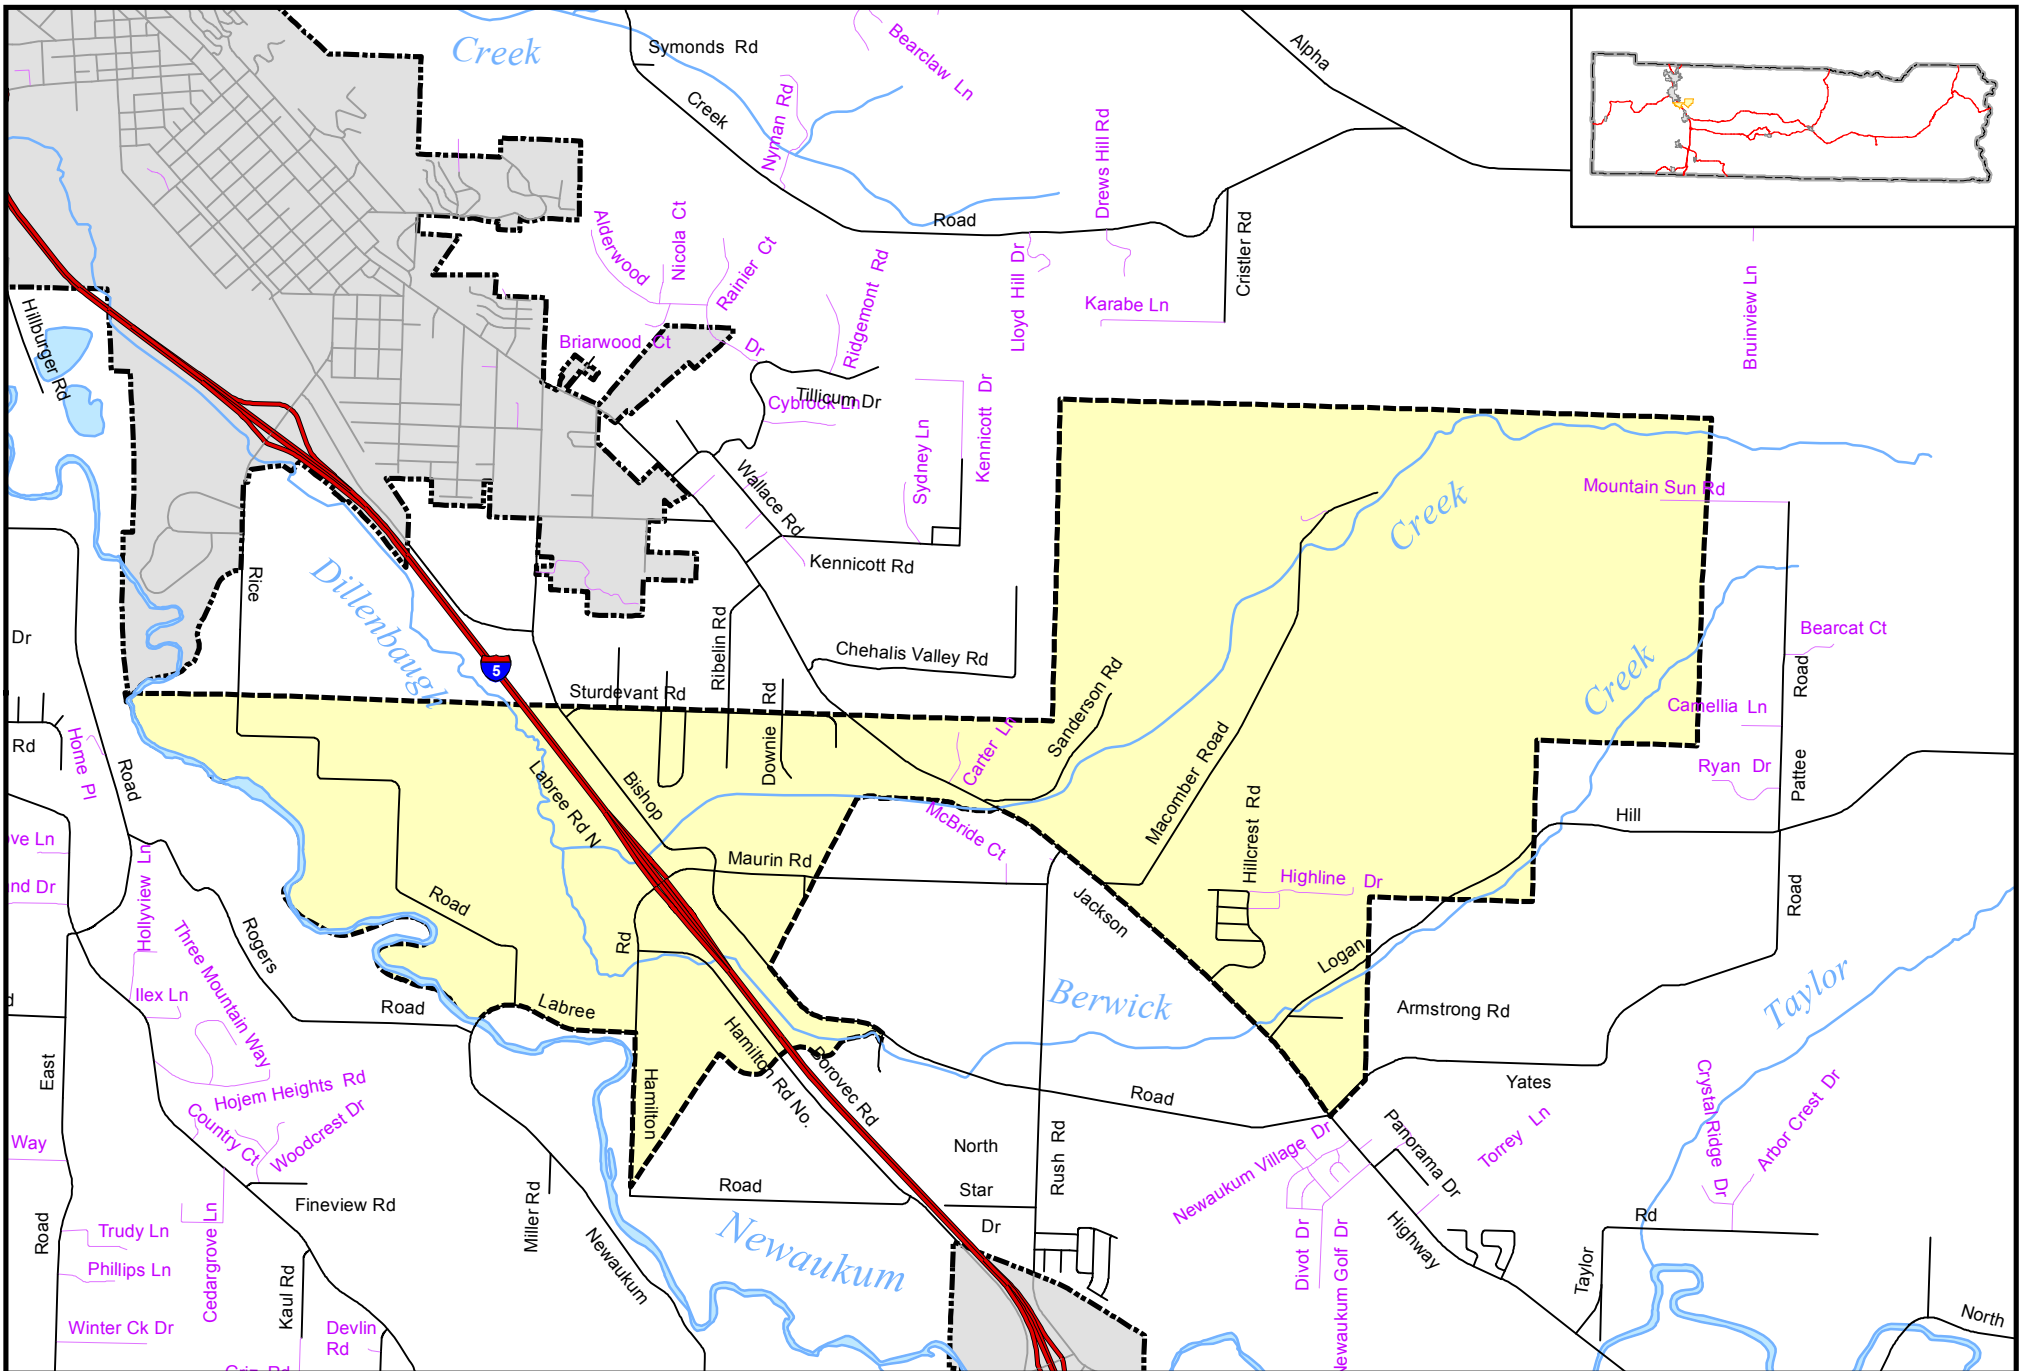 Creek
Symonds Rd
Bearclaw Ln
Alpha
Creek
Nyman Rd
Drews Hill Rd
Road
Cristler Rd
Alderwood
Nicola Ct
Rainier Ct
Ridgemont Rd
Lloyd Hill Dr
Karabe Ln
Bruinview Ln
Hillburger Rd
Briarwood Ct
Dr
Tillicum Dr
Cybrock Ln
Sydney Ln
Kennicott Dr
Wallace Rd
Kennicott Rd
Mountain Sun Rd
Creek
Rice
Dillenbaugh
Dr
Ribelin Rd
Chehalis Valley Rd
5
Sturdevant Rd
Downie Rd
Sanderson Rd
Carter Ln
Creek
Bearcat Ct
Road
Camellia Ln
Ryan Dr
Pattee
Rd
Home Pl
Road
Labree Rd N
Bishop
Macomber Road
Hill
McBride Ct
Maurin Rd
Hillcrest Rd
Highline Dr
Jackson
Road
ve Ln
nd Dr
Hollyview Ln
Three Mountain Way
Rogers
Road
Rd
Logan
Ilex Ln
Road
Labree
Berwick
Armstrong Rd
Taylor
East
Hojem Heights Rd
Country Ct
Woodcrest Dr
Hamilton
Hamilton Rd No.
Borovec Rd
Road
Yates
Crystal Ridge Dr
Arbor Crest Dr
Way
North
Star
Dr
Rush Rd
Newaukum Village Dr
Panorama Dr
Torrey Ln
Fineview Rd
Miller Rd
Road
Newaukum
Trudy Ln
Road
Phillips Ln
Cedargrove Ln
Kaul Rd
Newaukum
Divot Dr
Newaukum Golf Dr
Highway
Rd
Taylor
Winter Ck Dr
Devlin
Rd
North